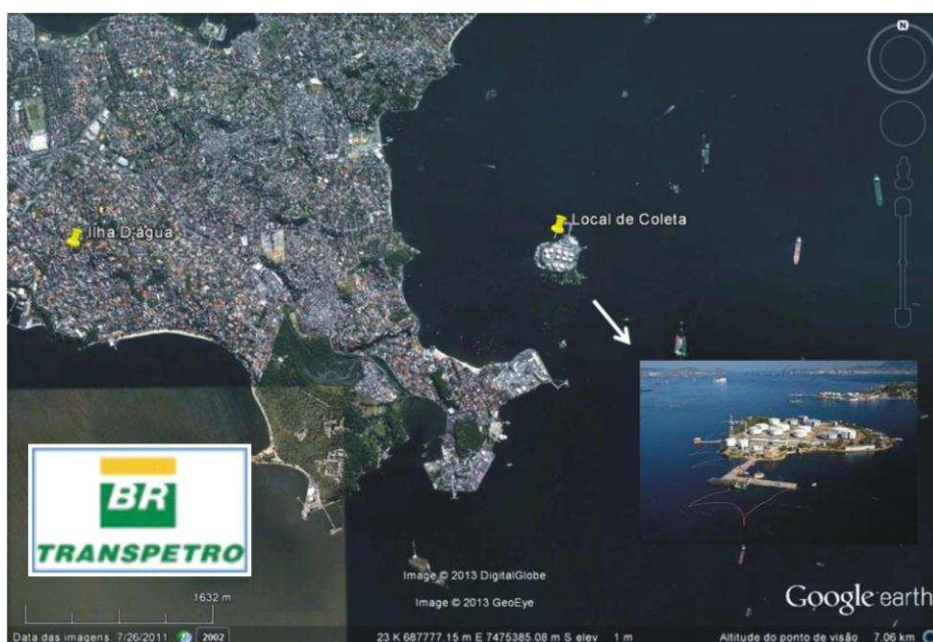 N
Local de Coleta
Ilha D'água
BR
TRANSPETRO
Image © 2013 DigitalGlobe
Image © 2013 GeoEye
Google earth
1632 m
Data das imagens: 7/26/2011 2002 23 K 687777.15 m E 7475385.08 m S elev 1 m Altitude do ponto de visão 7.06 km